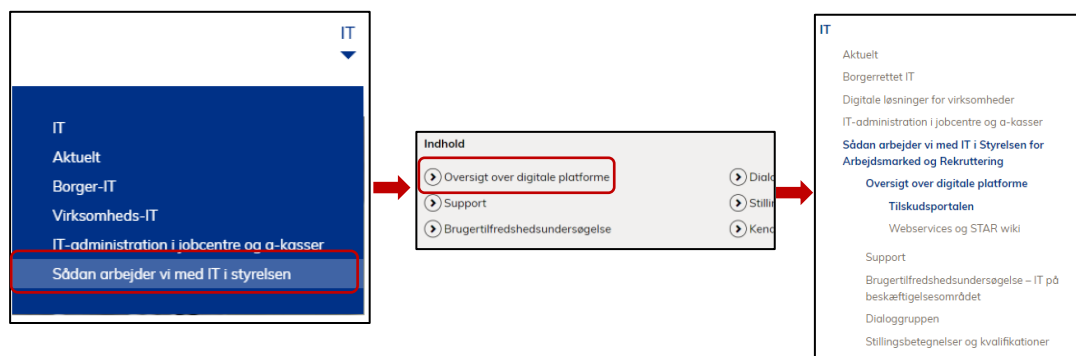 IT
IT
Aktuelt
Borger-IT
Virksomheds-IT
IT-administration i jobcentre og a-kasser
Sådan arbejder vi med IT i styrelsen
Indhold
Oversigt over digitale platforme
Support
Brugertilfredshedsundersøgelse
IT
Aktuelt
Borgerrettet IT
Digitale løsninger for virksomheder
IT-administration i jobcentre og a-kasser
Sådan arbejder vi med IT i Styrelsen for
Arbejdsmarked og Rekruttering
Oversigt over digitale platforme
Tilskudsportalen
Webservices og STAR wiki
Support
Brugertilfredshedsundersøgelse – IT på
beskæftigelsesområdet
Dialoggruppen
Stillingsbetegnelser og kvalifikationer